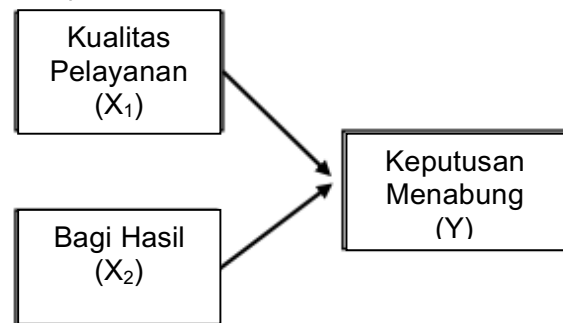 Kualitas
Pelayanan
(X₁)
Keputusan
Menabung
(Y)
Bagi Hasil
(X₂)